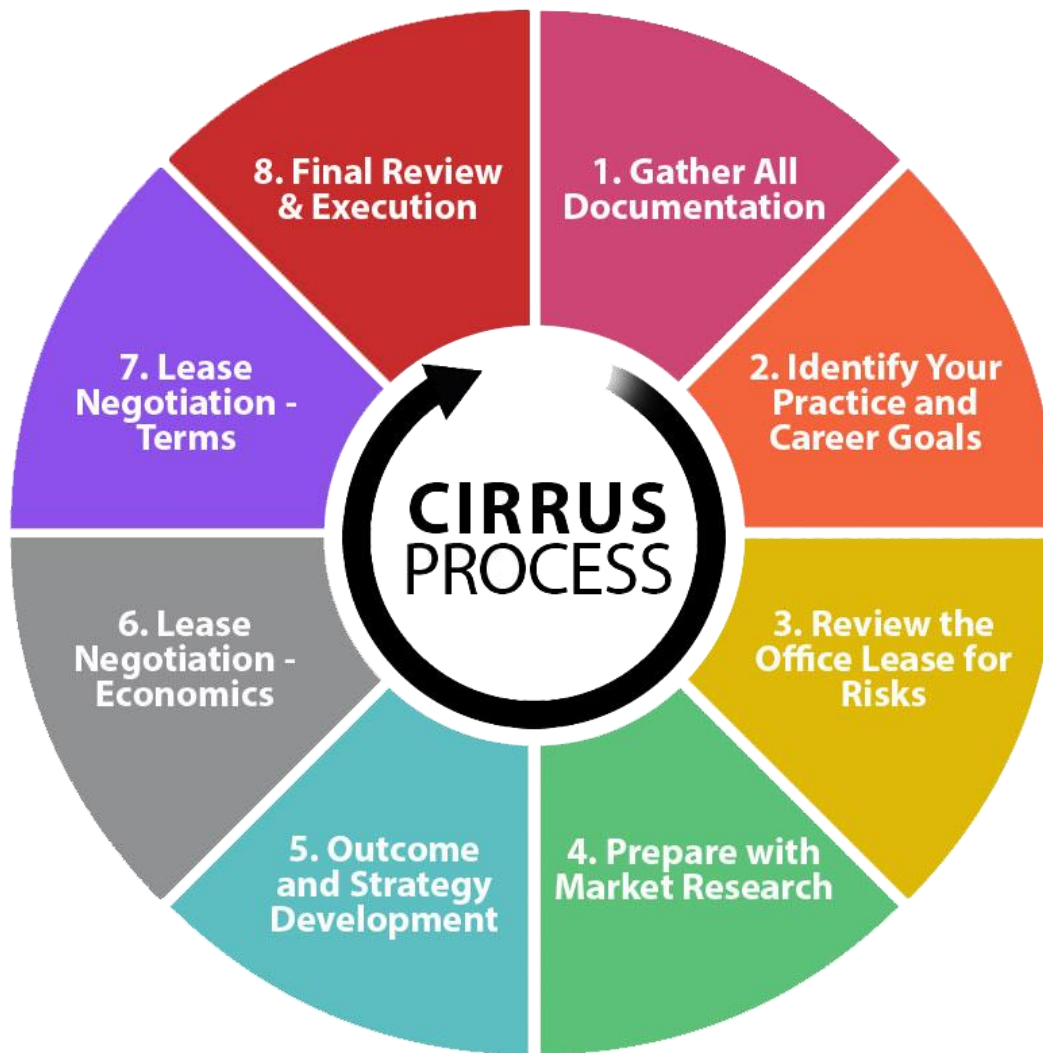 1. Gather All
Documentation
2. Identify Your
Practice and
Career Goals
3. Review the
Office Lease for
Risks
4. Prepare with
Market Research
5. Outcome
and Strategy
Development
6. Lease
Negotiation -
Economics
7. Lease
Negotiation -
Terms
8. Final Review
& Execution
CIRRUS
PROCESS